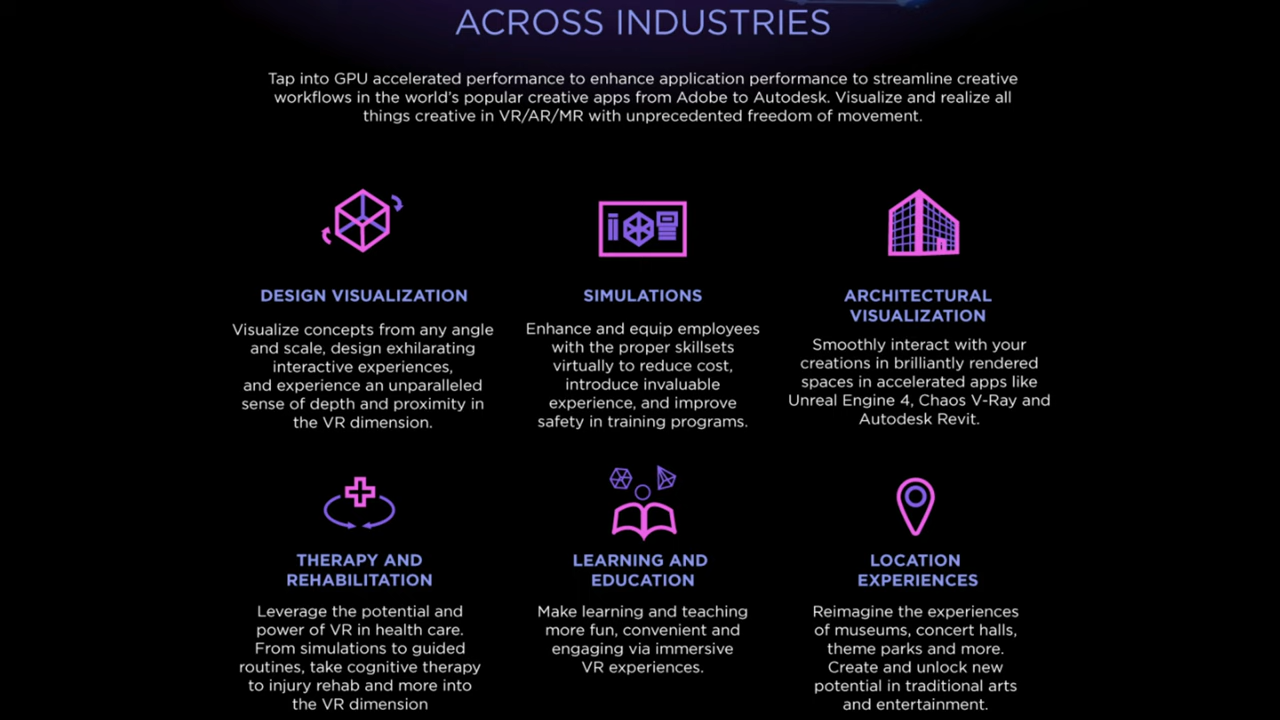 ACROSS INDUSTRIES
Tap into GPU accelerated performance to enhance application performance to streamline creative
workflows in the world's popular creative apps from Adobe to Autodesk. Visualize and realize all
things creative in VR/AR/MR with unprecedented freedom of movement.
DESIGN VISUALIZATION
Visualize concepts from any angle
and scale, design exhilarating
interactive experiences,
and experience an unparalleled
sense of depth and proximity in
the VR dimension.
SIMULATIONS
Enhance and equip employees
with the proper skillsets
virtually to reduce cost,
introduce invaluable
experience, and improve
safety in training programs.
ARCHITECTURAL
VISUALIZATION
Smoothly interact with your
creations in brilliantly rendered
spaces in accelerated apps like
Unreal Engine 4, Chaos V-Ray and
Autodesk Revit.
THERAPY AND
REHABILITATION
Leverage the potential and
power of VR in health care.
From simulations to guided
routines, take cognitive therapy
to injury rehab and more into
the VR dimension
LEARNING AND
EDUCATION
Make learning and teaching
more fun, convenient and
engaging via immersive
VR experiences.
LOCATION
EXPERIENCES
Reimagine the experiences
of museums, concert halls,
theme parks and more.
Create and unlock new
potential in traditional arts
and entertainment.